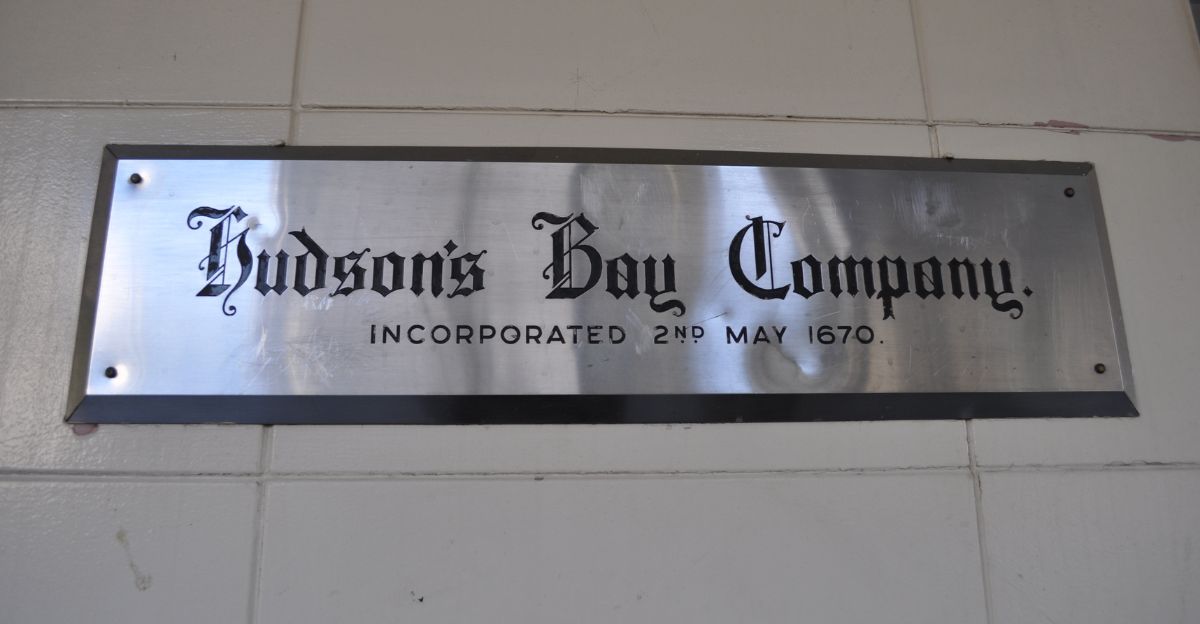 Hudson's Bay Company.
INCORPORATED 2ND MAY 1670.